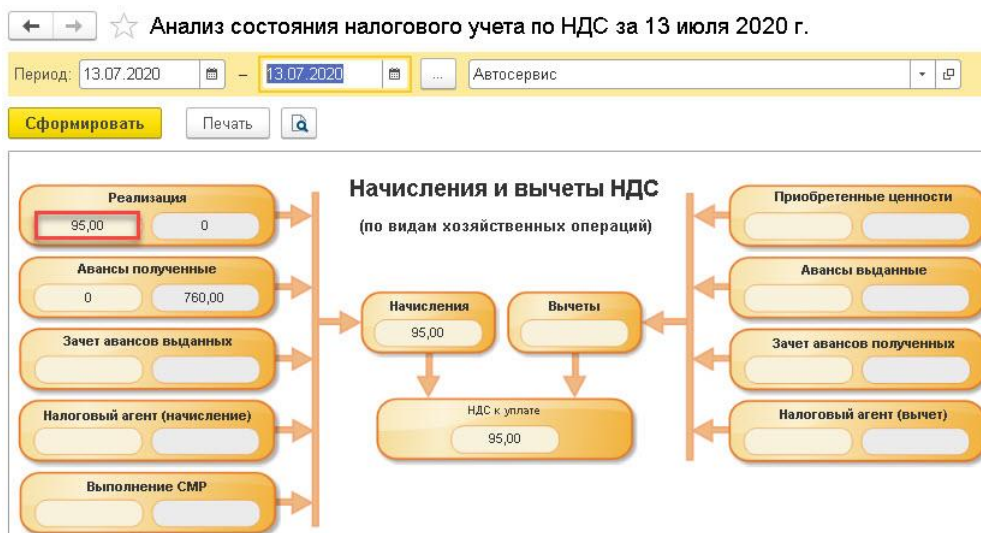 Анализ состояния налогового учета по НДС за 13 июля 2020 г.
Период: 13.07.2020 – 13.07.2020 ... Автосервис
Сформировать Печать
Начисления и вычеты НДС
(по видам хозяйственных операций)
Реализация
95,00 0
Авансы полученные
0 760,00
Зачет авансов выданных
Налоговый агент (начисление)
Выполнение СМР
Начисления
95,00
Вычеты
НДС к уплате
95,00
Приобретенные ценности
Авансы выданные
Зачет авансов полученных
Налоговый агент (вычет)